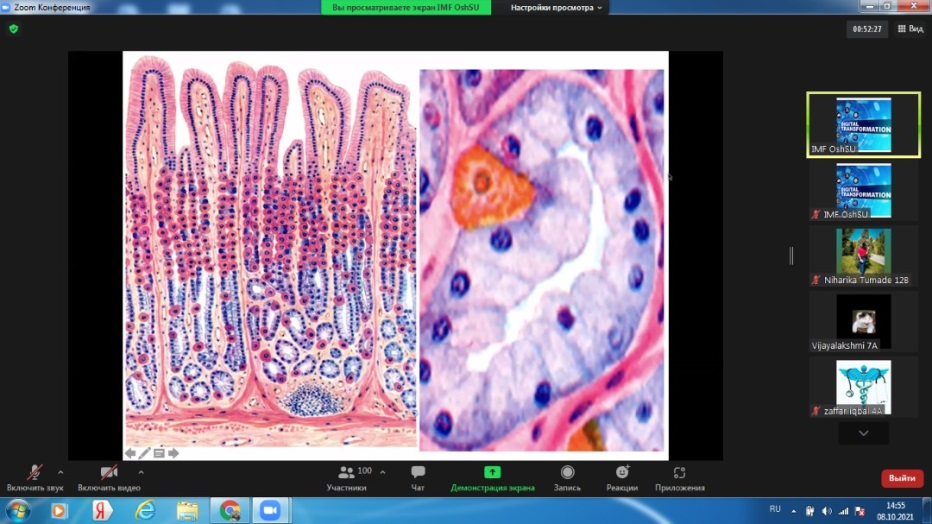 Zoom Конференция
Вы просматриваете экран IMF OshSU
Настройки просмотра
00:52:27
Вид
DIGITAL
TRANSFORMATION
IMF OshSU
DIGITAL
TRANSFORMATION
IMF OshSU
Niharika Tumade 12B
Vijayalakshmi 7A
zaffar iqbal 4A
Включить звук
Включить видео
100
Участники
Чат
Демонстрация экрана
Запись
Реакции
Приложения
Выйти
RU
14:55
08.10.2021